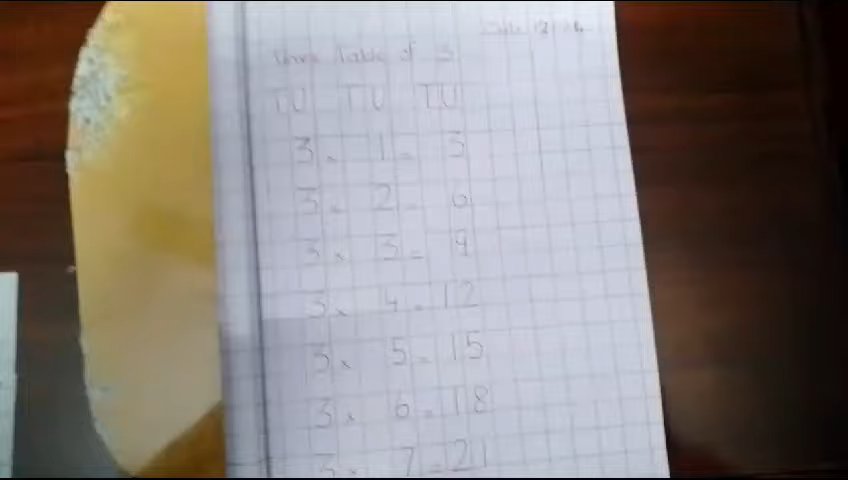 Date
Table of 3
TU TU TU
3 × 1 = 3
3 × 2 = 6
3 × 3 = 9
3 × 4 = 12
3 × 5 = 15
3 × 6 = 18
3 × 7 = 21